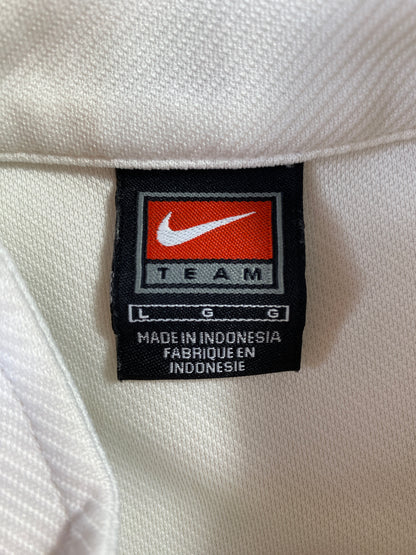 TEAM
L G G
MADE IN INDONESIA
FABRIQUE EN
INDONESIE